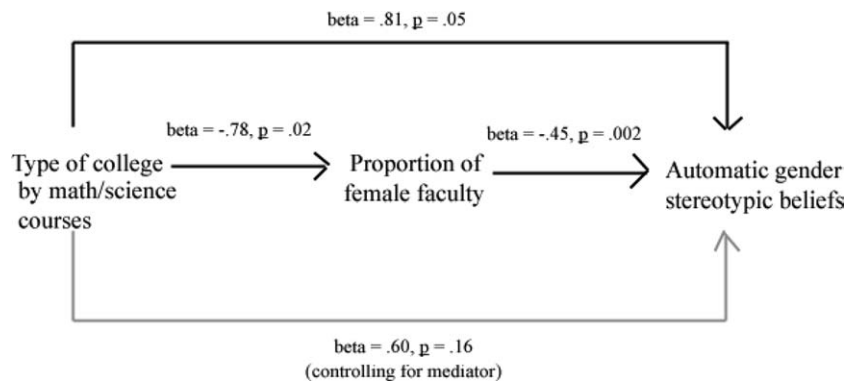 beta = .81, p = .05
beta = -.78, p = .02
beta = -.45, p = .002
Type of college
by math/science
courses
Proportion of
female faculty
Automatic gender
stereotypic beliefs
beta = .60, p = .16
(controlling for mediator)